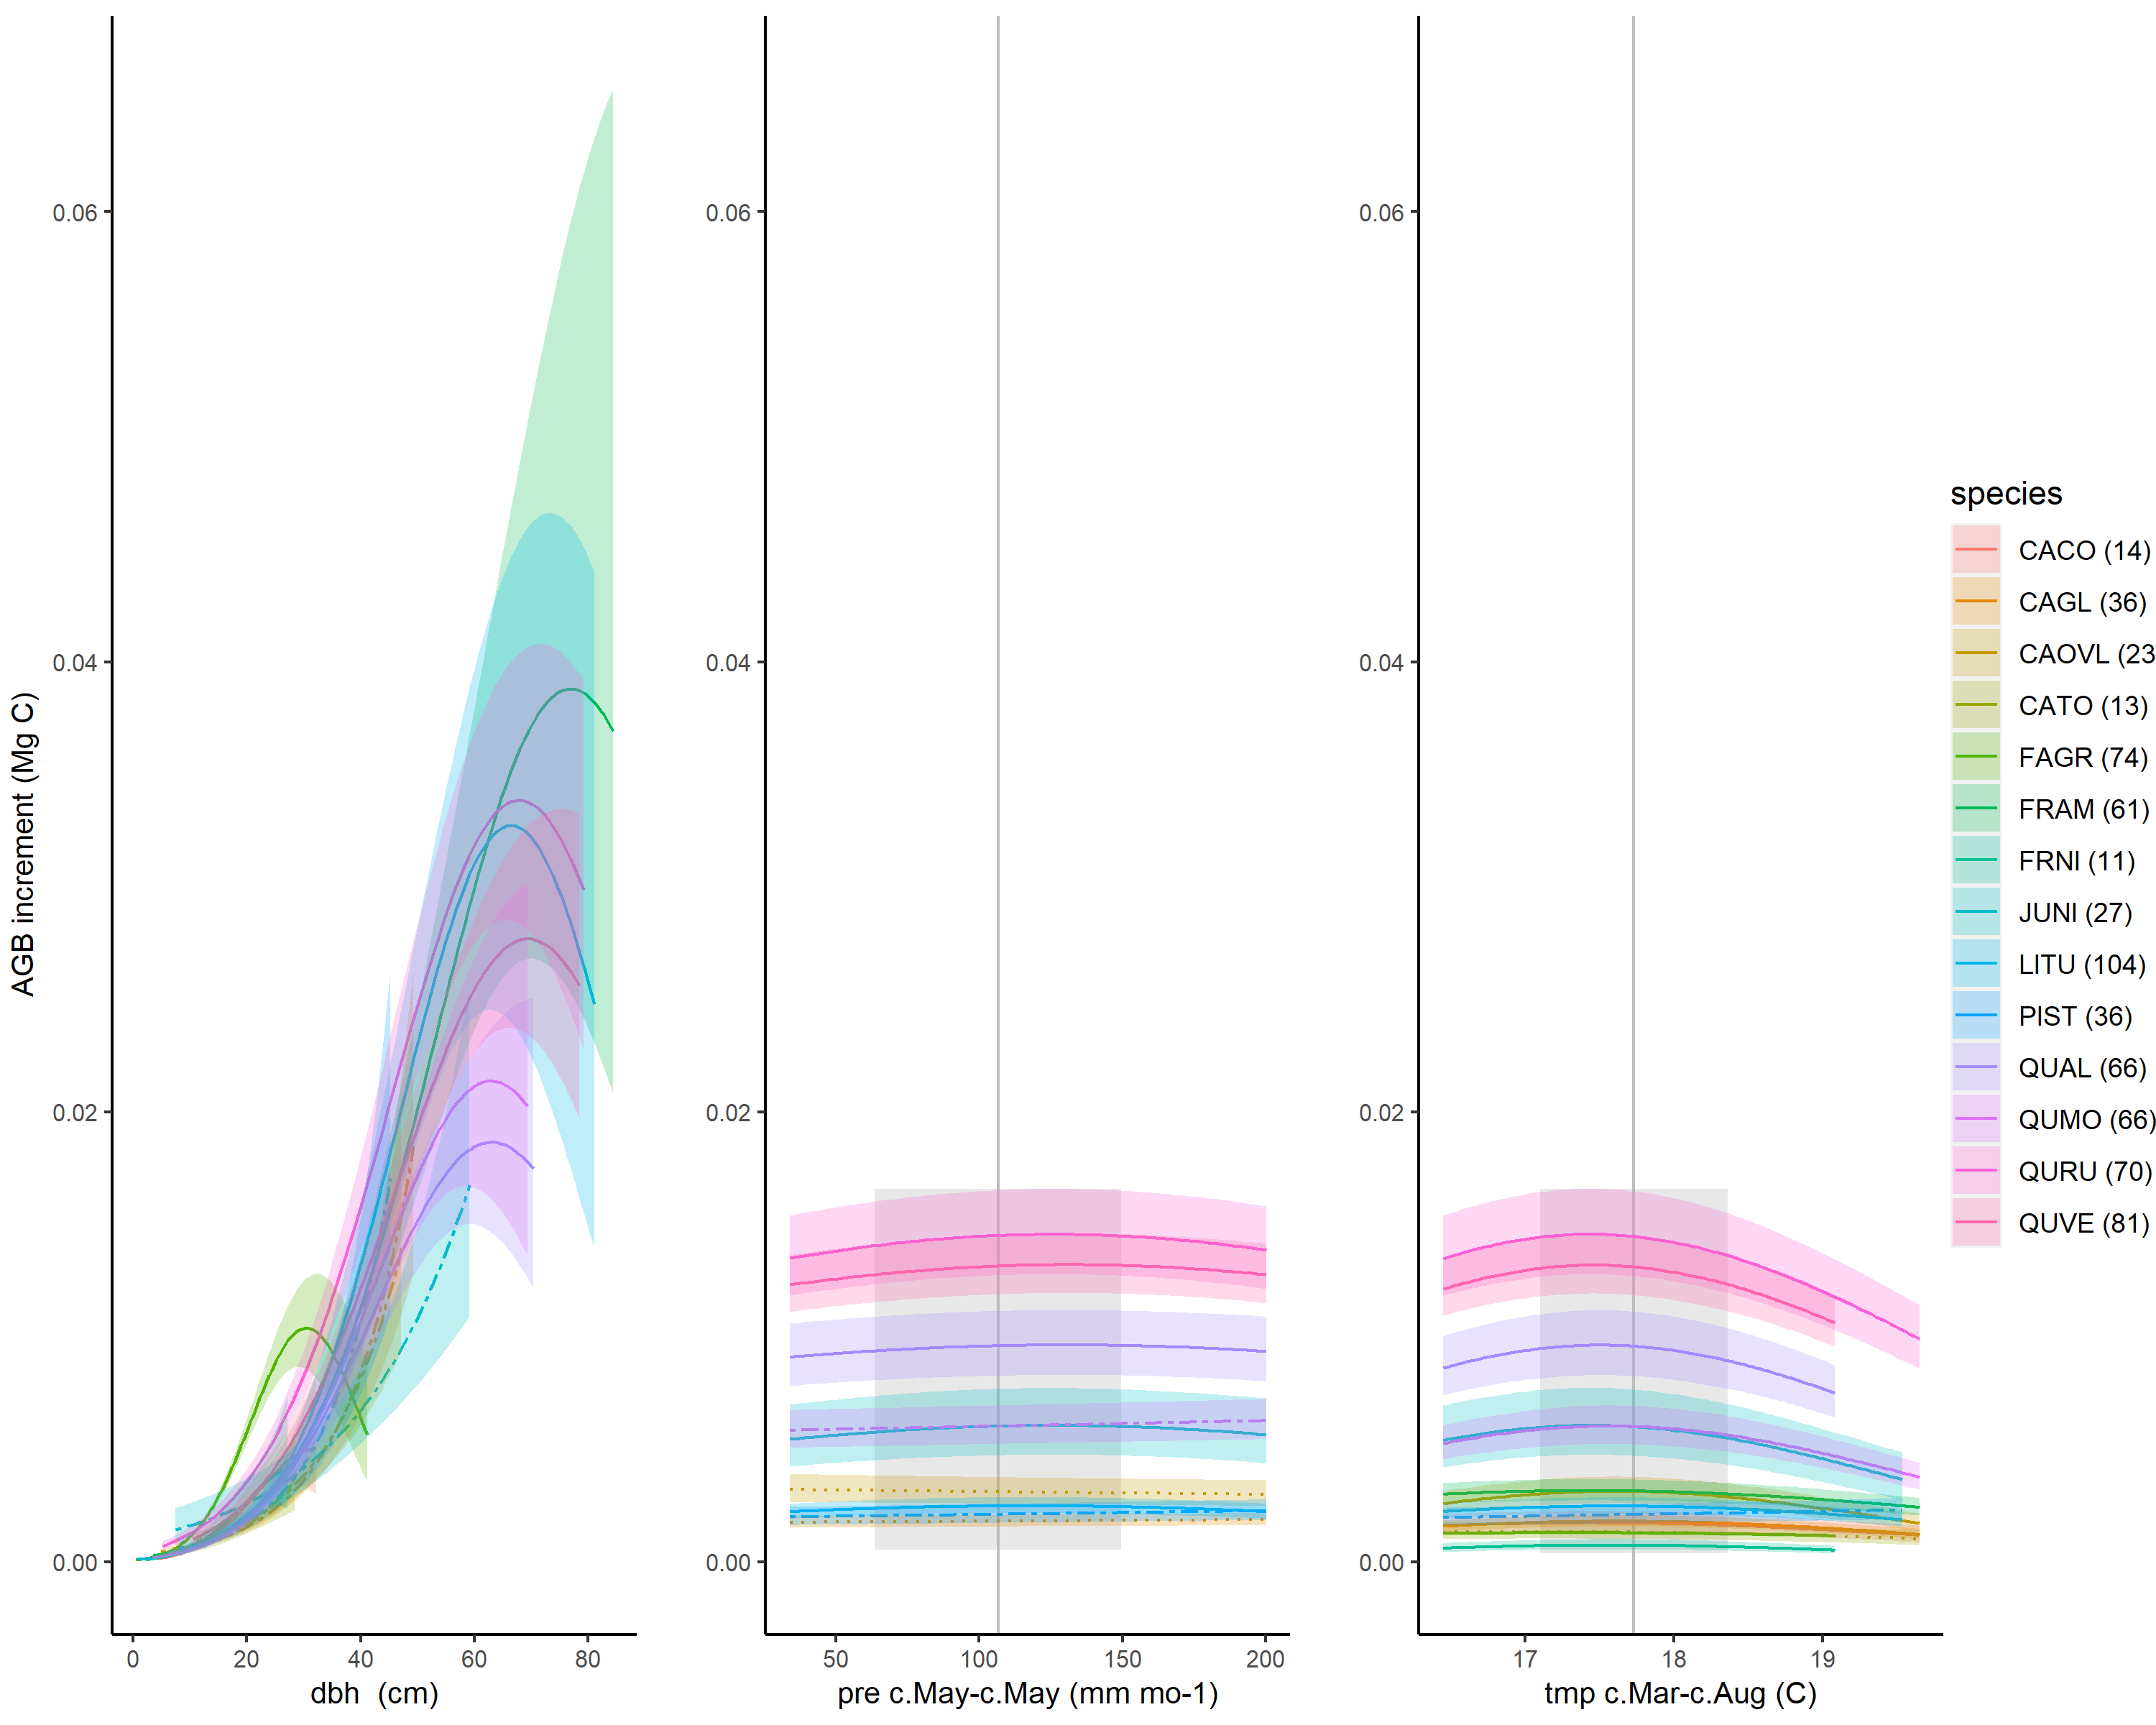 AGB increment (Mg C)
0.06
0.04
0.02
0.00
0 20 40 60 80
dbh (cm)
0.06
0.04
0.02
0.00
50 100 150 200
pre c.May-c.May (mm mo-1)
0.06
0.04
0.02
0.00
17 18 19
tmp c.Mar-c.Aug (C)
species
CACO (14)
CAGL (36)
CAOVL (23
CATO (13)
FAGR (74)
FRAM (61)
FRNI (11)
JUNI (27)
LITU (104)
PIST (36)
QUAL (66)
QUMO (66)
QURU (70)
QUVE (81)